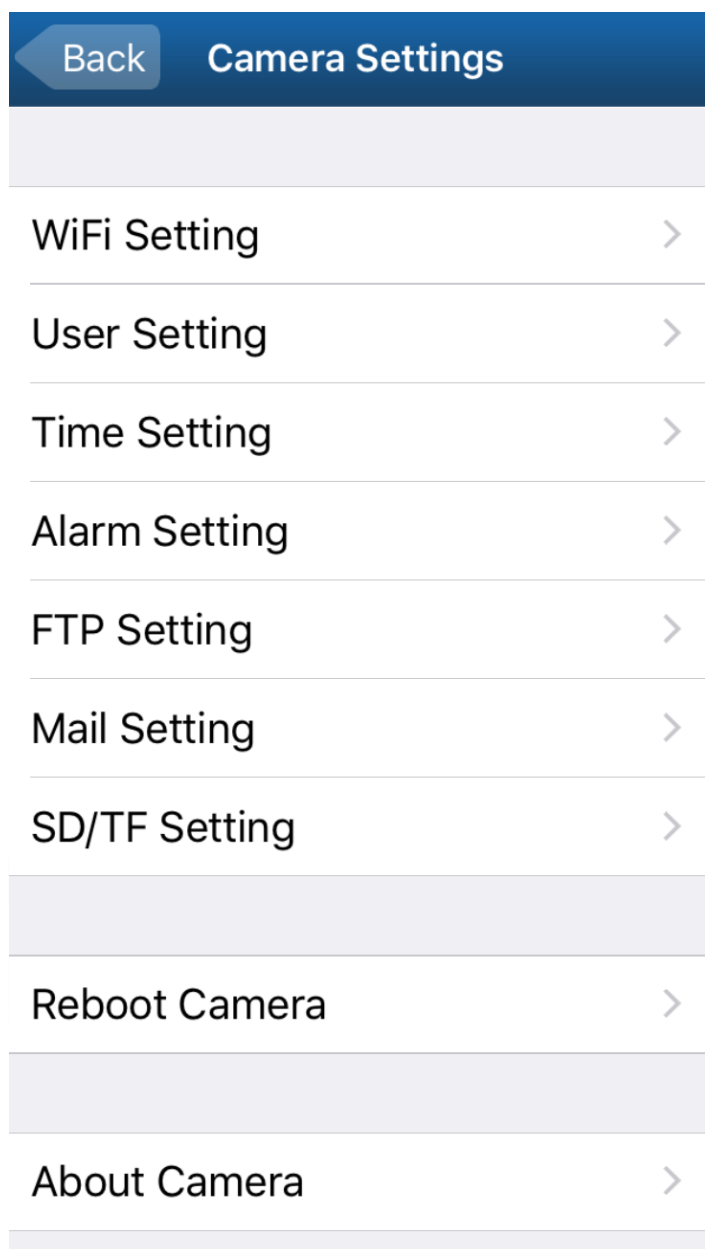 Back Camera Settings
WiFi Setting
User Setting
Time Setting
Alarm Setting
FTP Setting
Mail Setting
SD/TF Setting
Reboot Camera
About Camera